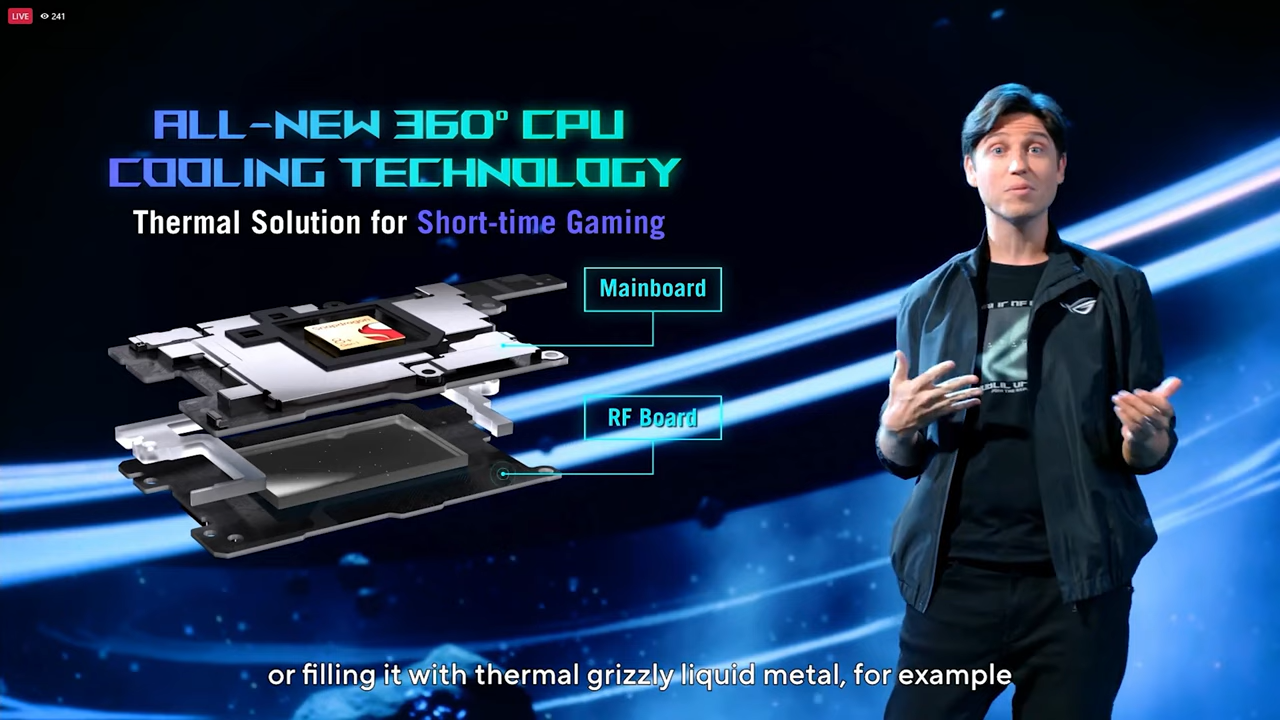 LIVE 241
ALL-NEW 360° CPU
COOLING TECHNOLOGY
Thermal Solution for Short-time Gaming
Mainboard
Snapdragon
RF Board
or filling it with thermal grizzly liquid metal, for example